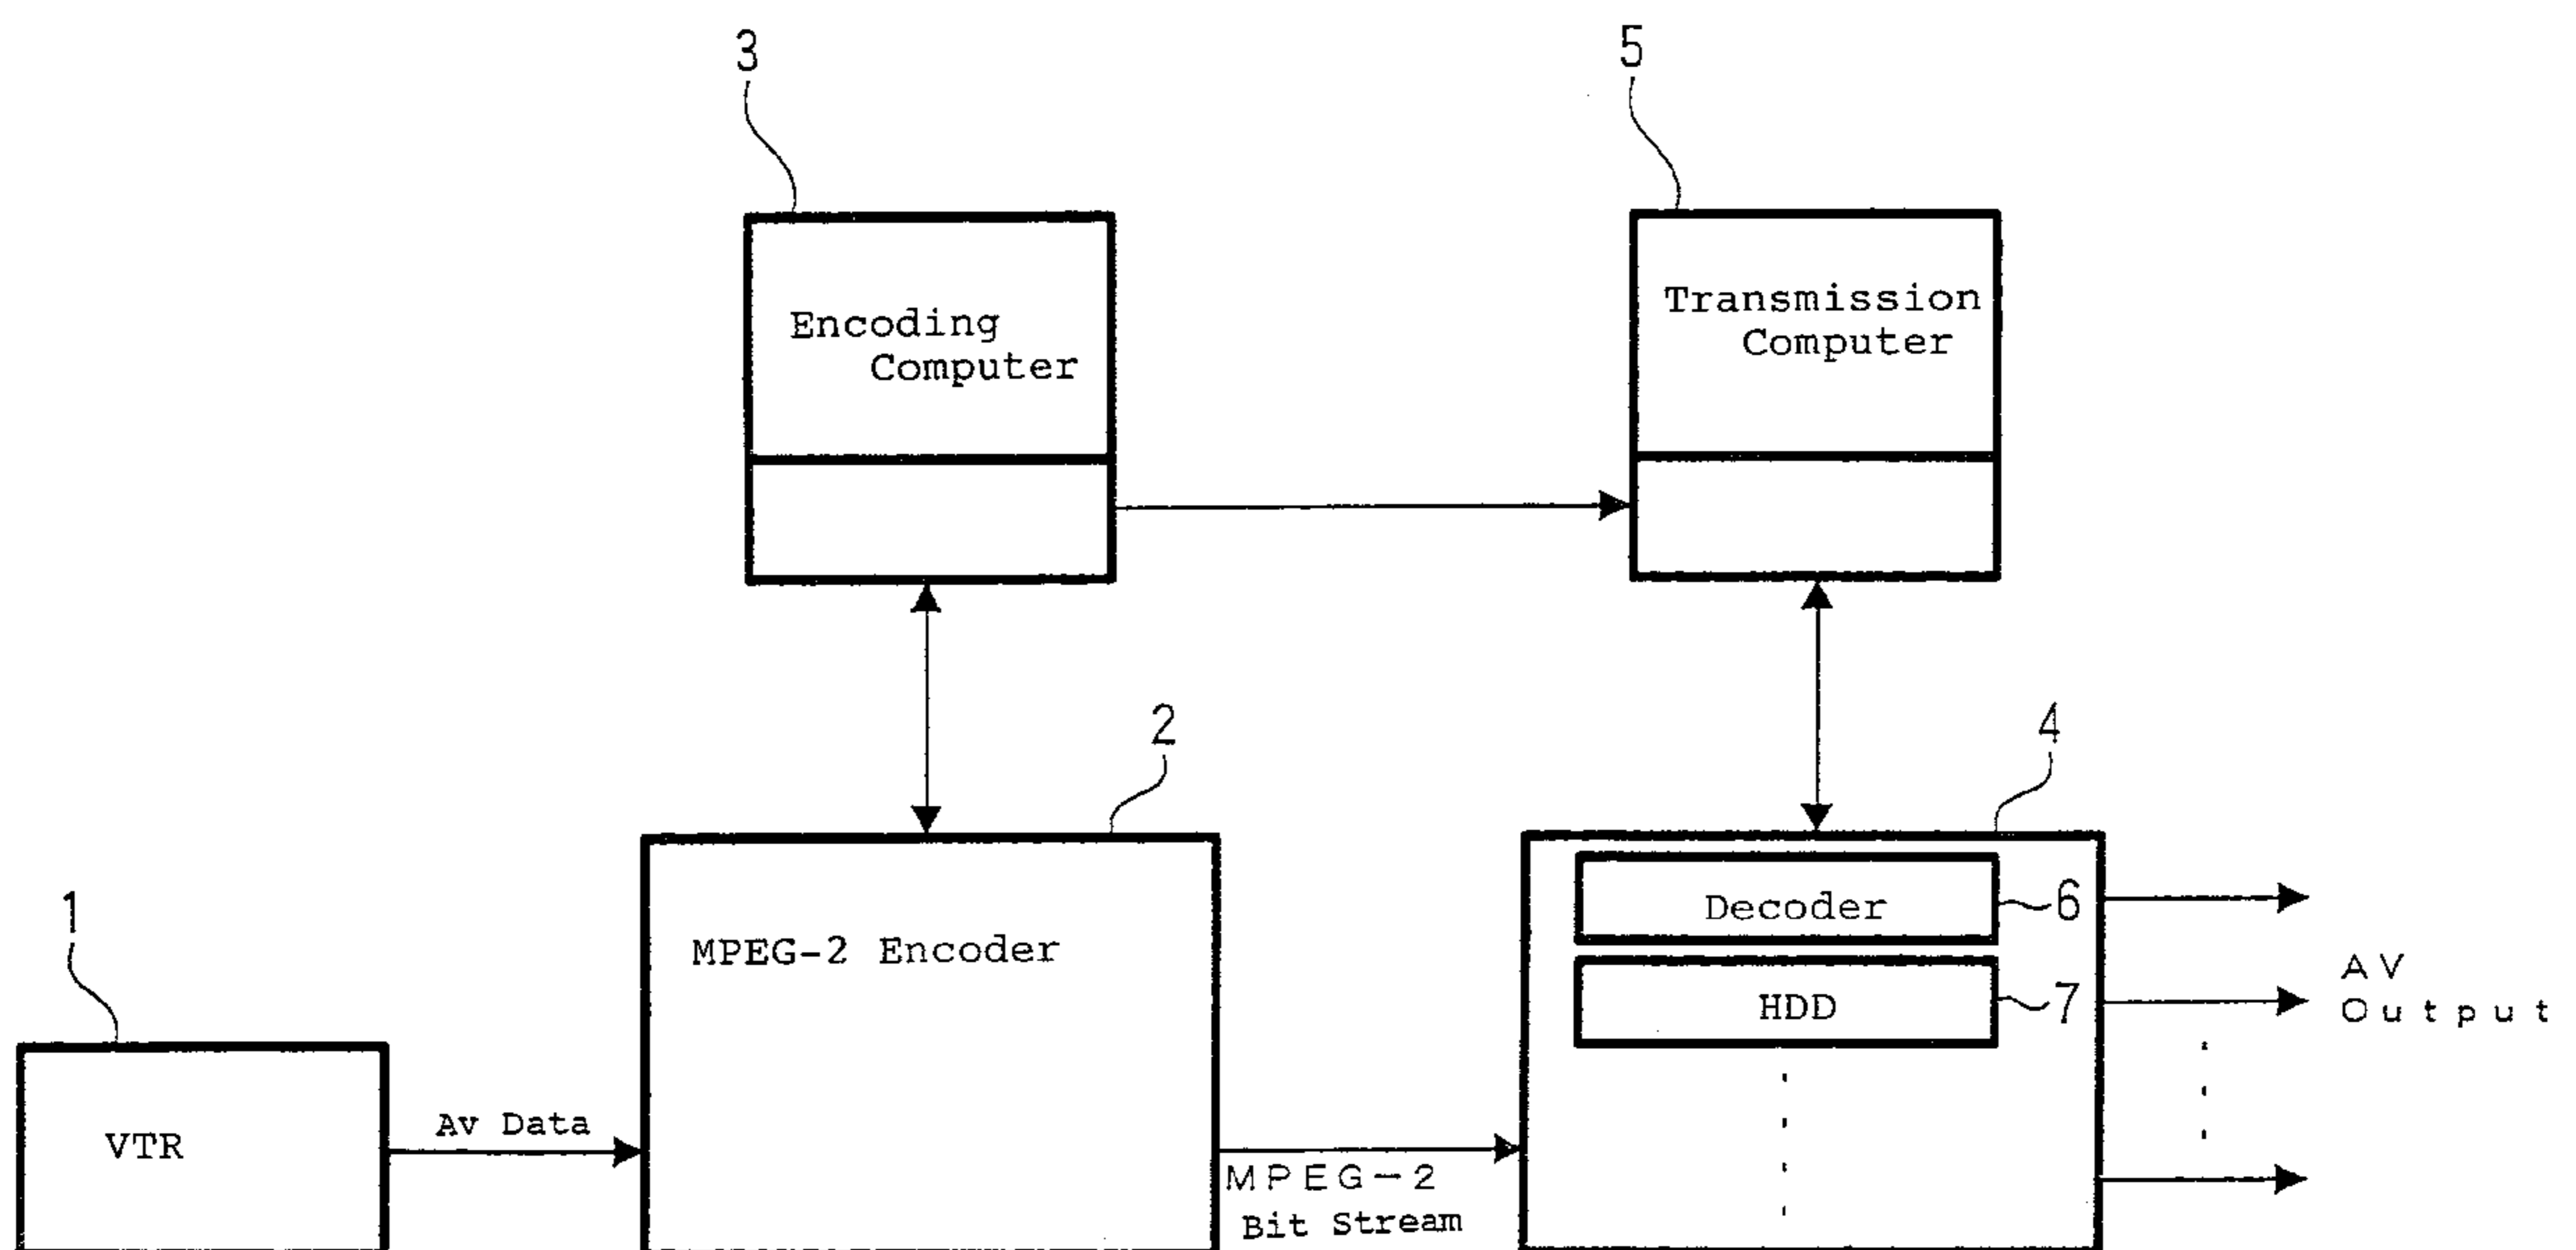 3
5
Encoding
Computer
Transmission
Computer
2
4
1
Decoder
6
MPEG-2 Encoder
HDD
7
AV
Output
Av Data
VTR
MPEG-2
Bit Stream